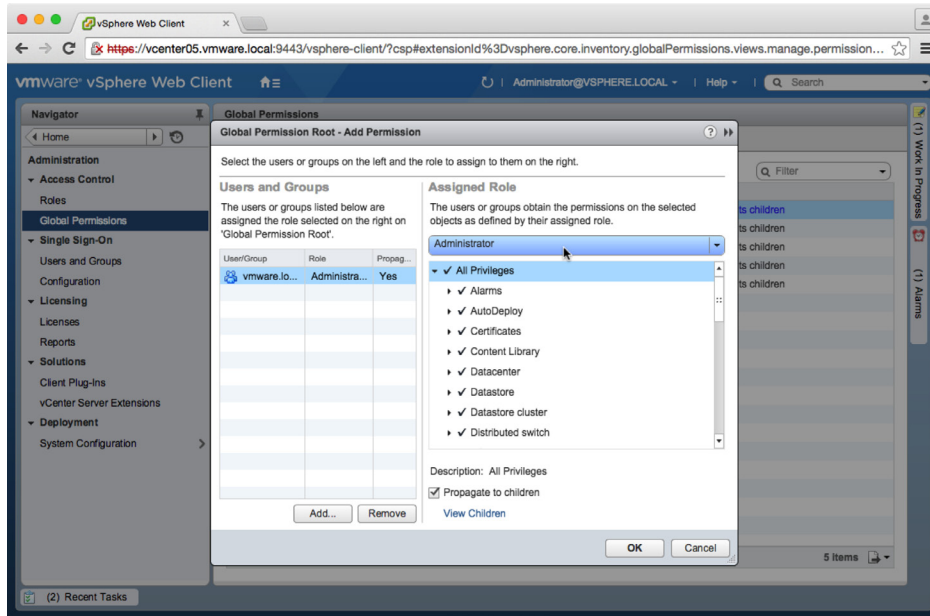 vSphere Web Client
https://vcenter05.vmware.local:9443/vsphere-client/?csp#extensionId%3Dvsphere.core.inventory.globalPermissions.views.manage.permission...
vmware® vSphere Web Client
Administrator@VSPHERE.LOCAL
Help
Search
Navigator
Home
Administration
Access Control
Roles
Global Permissions
Single Sign-On
Users and Groups
Configuration
Licensing
Licenses
Reports
Solutions
Client Plug-Ins
vCenter Server Extensions
Deployment
System Configuration
Global Permissions
Global Permission Root - Add Permission
Select the users or groups on the left and the role to assign to them on the right.
Users and Groups
The users or groups listed below are
assigned the role selected on the right on
'Global Permission Root'.
User/Group Role Propag...
vmware.lo... Administra... Yes
Add... Remove
Assigned Role
The users or groups obtain the permissions on the selected
objects as defined by their assigned role.
Administrator
All Privileges
Alarms
AutoDeploy
Certificates
Content Library
Datacenter
Datastore
Datastore cluster
Distributed switch
Description: All Privileges
Propagate to children
View Children
OK Cancel
Filter
ts children
ts children
ts children
ts children
ts children
5 items
(1) Work In Progress
(1) Alarms
(2) Recent Tasks